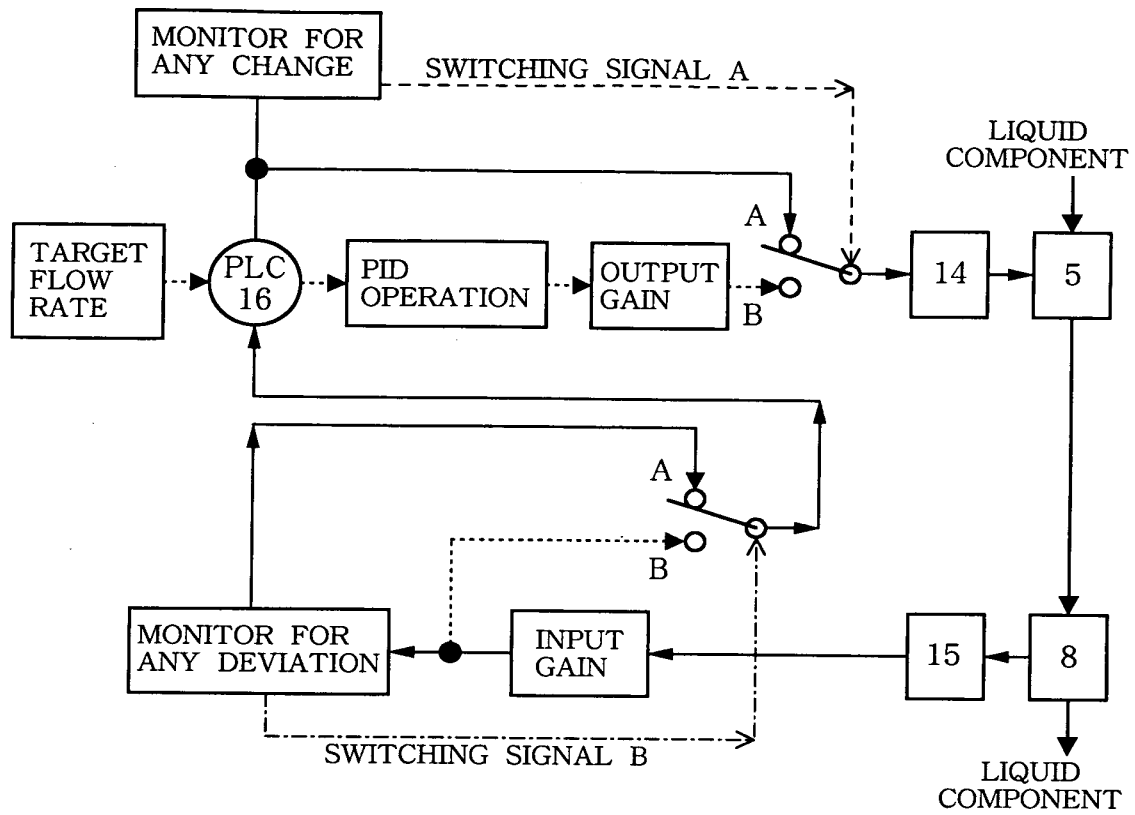 MONITOR FOR
ANY CHANGE
SWITCHING SIGNAL A
LIQUID
COMPONENT
TARGET
FLOW
RATE
PLC
16
PID
OPERATION
OUTPUT
GAIN
A
B
14
5
A
B
MONITOR FOR
ANY DEVIATION
INPUT
GAIN
15
8
SWITCHING SIGNAL B
LIQUID
COMPONENT